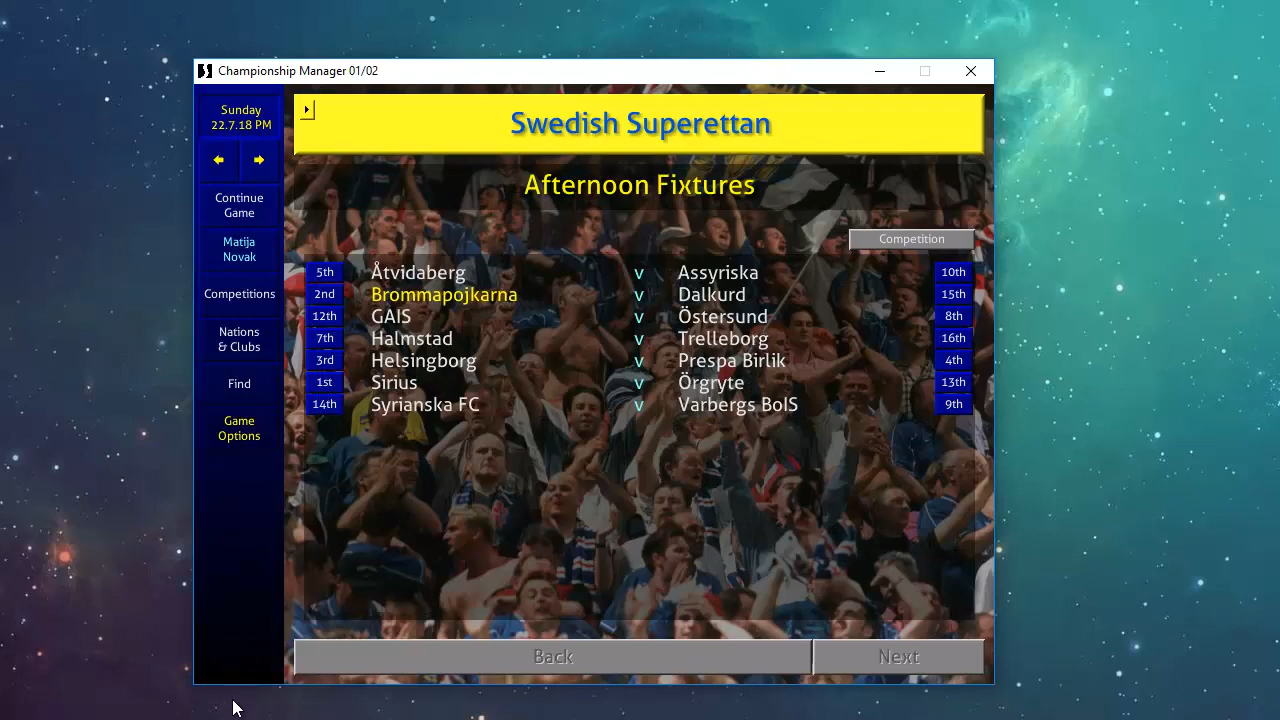 Championship Manager 01/02
Sunday
22.7.18 PM
Continue
Game
Matija
Novak
Competitions
Nations
& Clubs
Find
Game
Options
Swedish Superettan
Afternoon Fixtures
Competition
5th Åtvidaberg v Assyriska 10th
2nd Brommapojkarna v Dalkurd 15th
12th GAIS v Östersund 8th
7th Halmstad v Trelleborg 16th
3rd Helsingborg v Prespa Birlik 4th
1st Sirius v Örgryte 13th
14th Syrianska FC v Varbergs BoIS 9th
Back Next